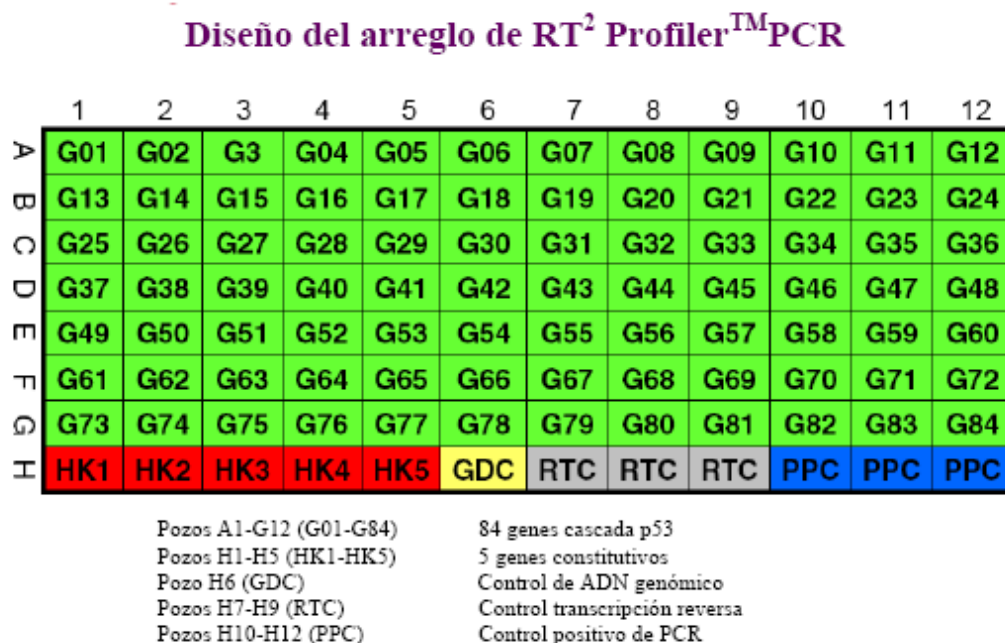 Diseño del arreglo de RT² Profiler™PCR
1 2 3 4 5 6 7 8 9 10 11 12
A G01 G02 G3 G04 G05 G06 G07 G08 G09 G10 G11 G12
B G13 G14 G15 G16 G17 G18 G19 G20 G21 G22 G23 G24
C G25 G26 G27 G28 G29 G30 G31 G32 G33 G34 G35 G36
D G37 G38 G39 G40 G41 G42 G43 G44 G45 G46 G47 G48
E G49 G50 G51 G52 G53 G54 G55 G56 G57 G58 G59 G60
F G61 G62 G63 G64 G65 G66 G67 G68 G69 G70 G71 G72
G G73 G74 G75 G76 G77 G78 G79 G80 G81 G82 G83 G84
H HK1 HK2 HK3 HK4 HK5 GDC RTC RTC RTC PPC PPC PPC
Pozos A1-G12 (G01-G84) 84 genes cascada p53
Pozos H1-H5 (HK1-HK5) 5 genes constitutivos
Pozo H6 (GDC) Control de ADN genómico
Pozos H7-H9 (RTC) Control transcripción reversa
Pozos H10-H12 (PPC) Control positivo de PCR